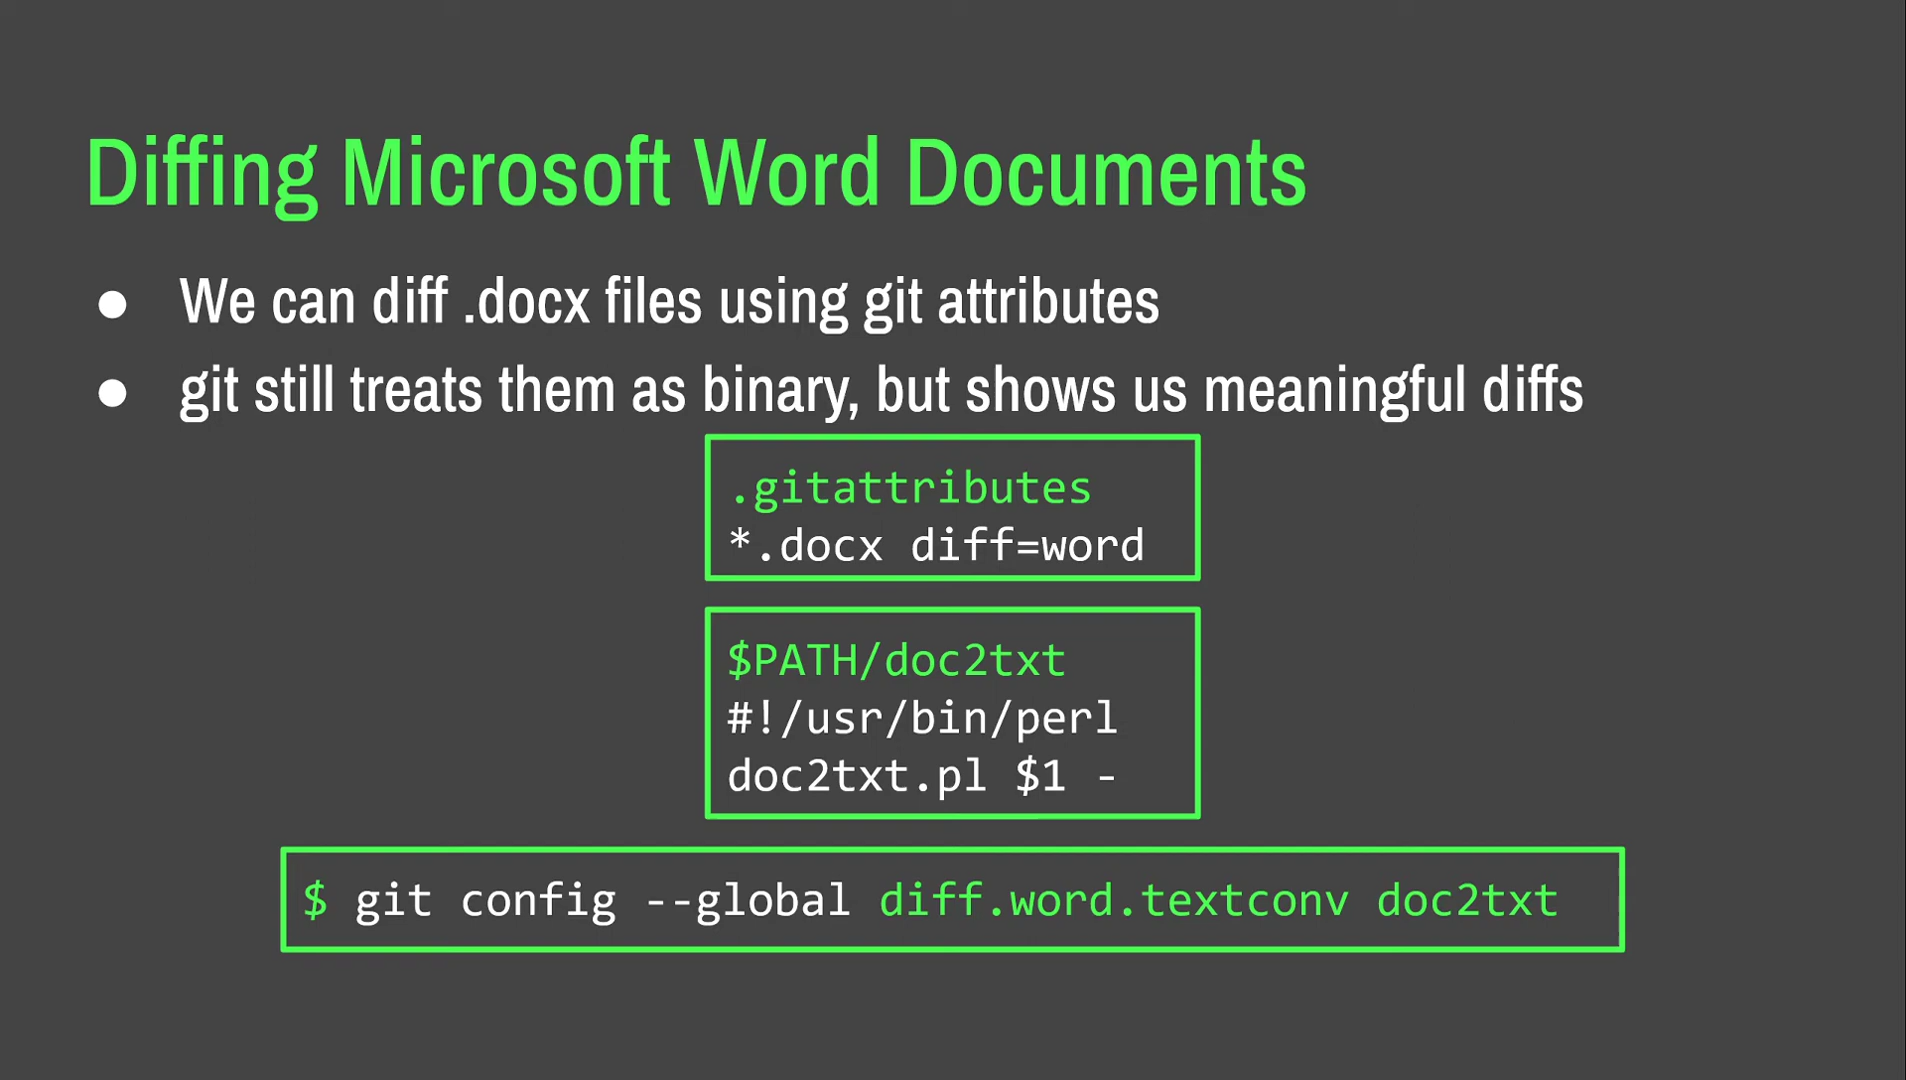 Diffing Microsoft Word Documents
● We can diff .docx files using git attributes
● git still treats them as binary, but shows us meaningful diffs
.gitattributes
*.docx diff=word
$PATH/doc2txt
#!/usr/bin/perl
doc2txt.pl $1 -
$ git config --global diff.word.textconv doc2txt